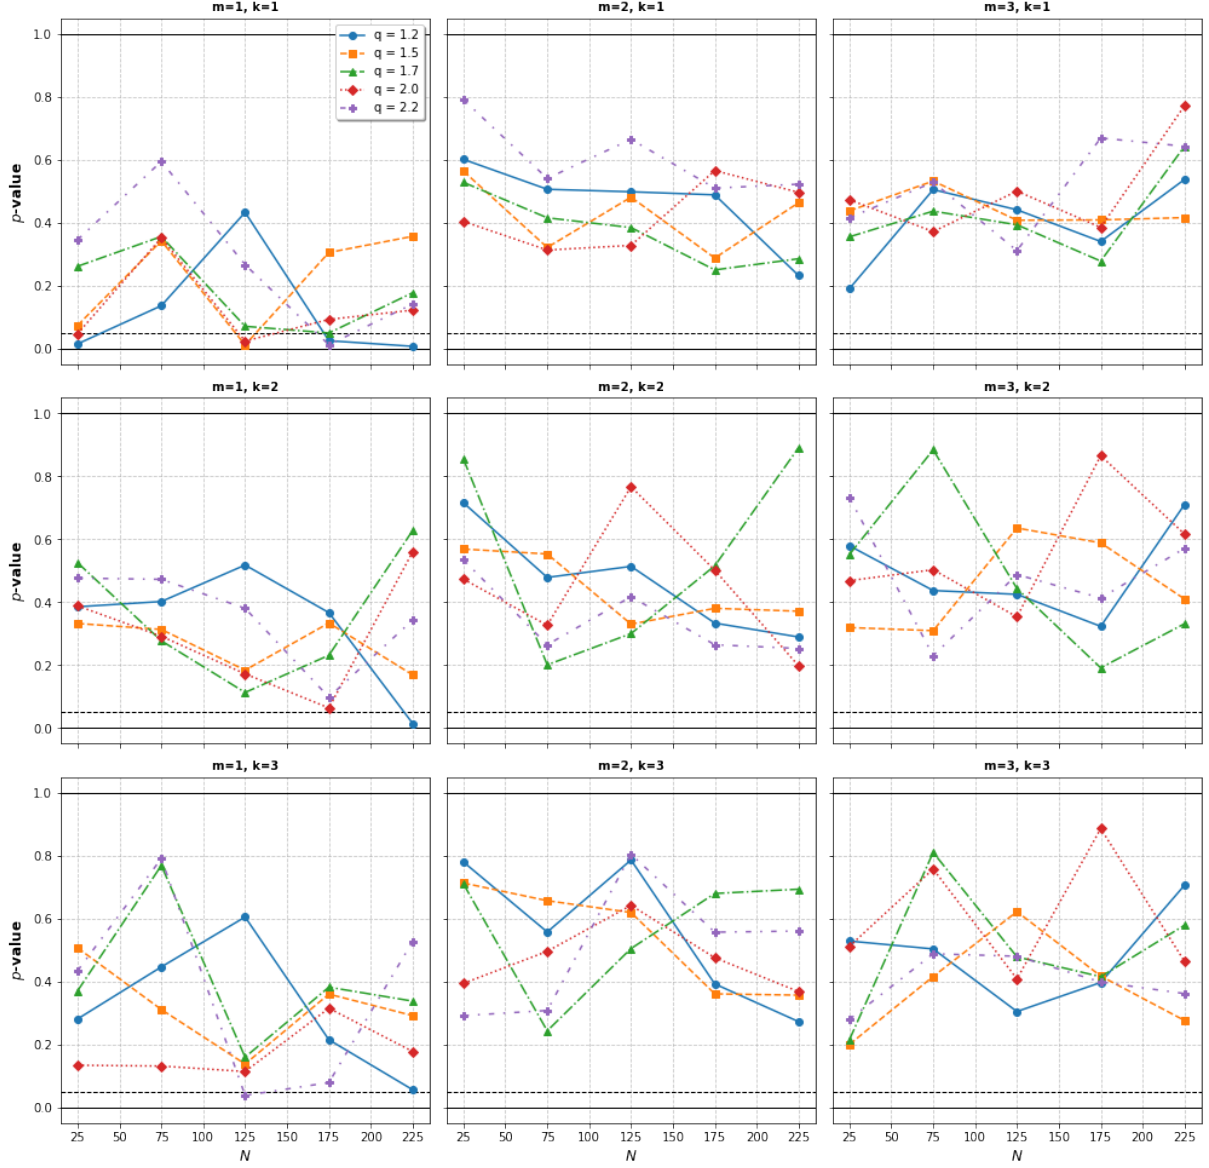 m=1, k=1
m=2, k=1
m=3, k=1
1.0
0.8
0.6
0.4
0.2
0.0
p-value
q = 1.2
q = 1.5
q = 1.7
q = 2.0
q = 2.2
m=1, k=2
m=2, k=2
m=3, k=2
1.0
0.8
0.6
0.4
0.2
0.0
p-value
m=1, k=3
m=2, k=3
m=3, k=3
1.0
0.8
0.6
0.4
0.2
0.0
p-value
25 50 75 100 125 150 175 200 225
25 50 75 100 125 150 175 200 225
25 50 75 100 125 150 175 200 225
N
N
N